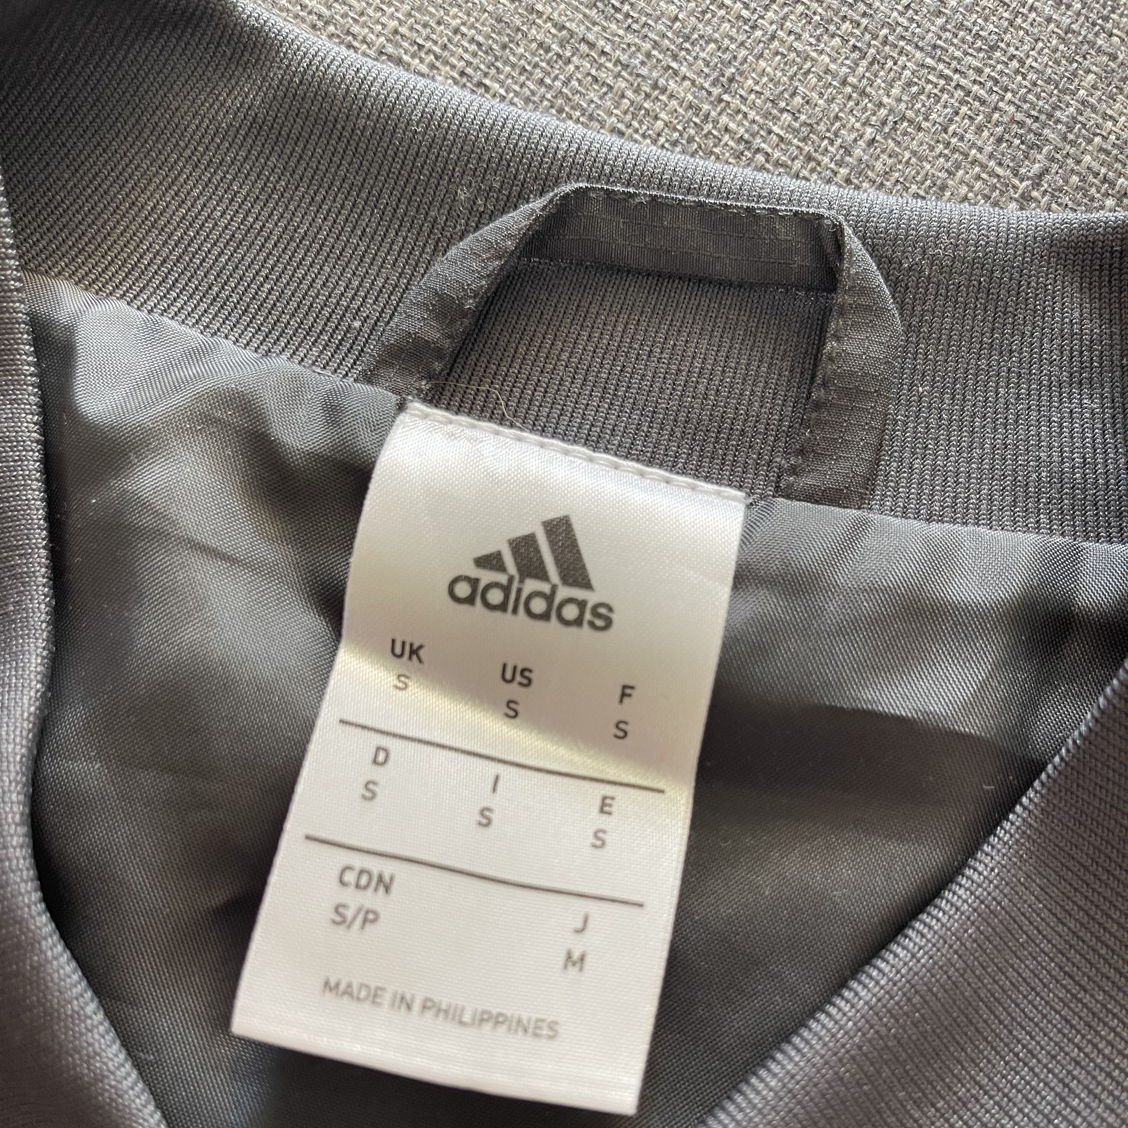 adidas
UK US F
S S S
D I E
S S S
CDN J
S/P M
MADE IN PHILIPPINES